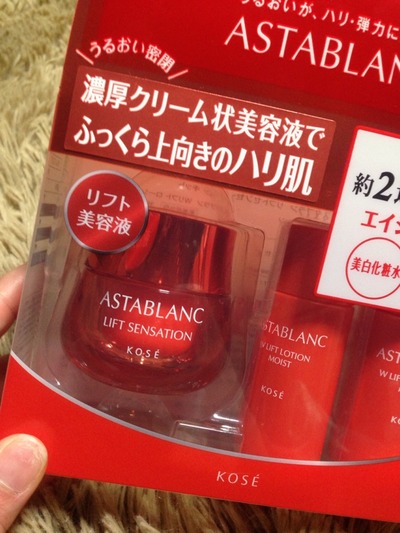 うるおいが、ハリ・弾力に
ASTABLANC
うるおい密閉
濃厚クリーム状美容液で
ふっくら上向きのハリ肌
リフト
美容液
約2
エイ
美白化粧水
ASTABLANC
LIFT SENSATION
KOSÉ
TABLANC
W LIFT LOTION
MOIST
KOSÉ
ASTABL
W LIF
KOSÉ